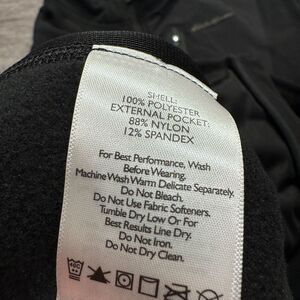 SHELL:
100% POLYESTER
EXTERNAL POCKET:
88% NYLON
12% SPANDEX
For Best Performance, Wash
Before Wearing.
Machine Wash Warm Delicate Separately.
Do Not Bleach.
Do Not Use Fabric Softeners.
Tumble Dry Low Or For
Best Results Line Dry.
Do Not Iron.
Do Not Dry Clean.